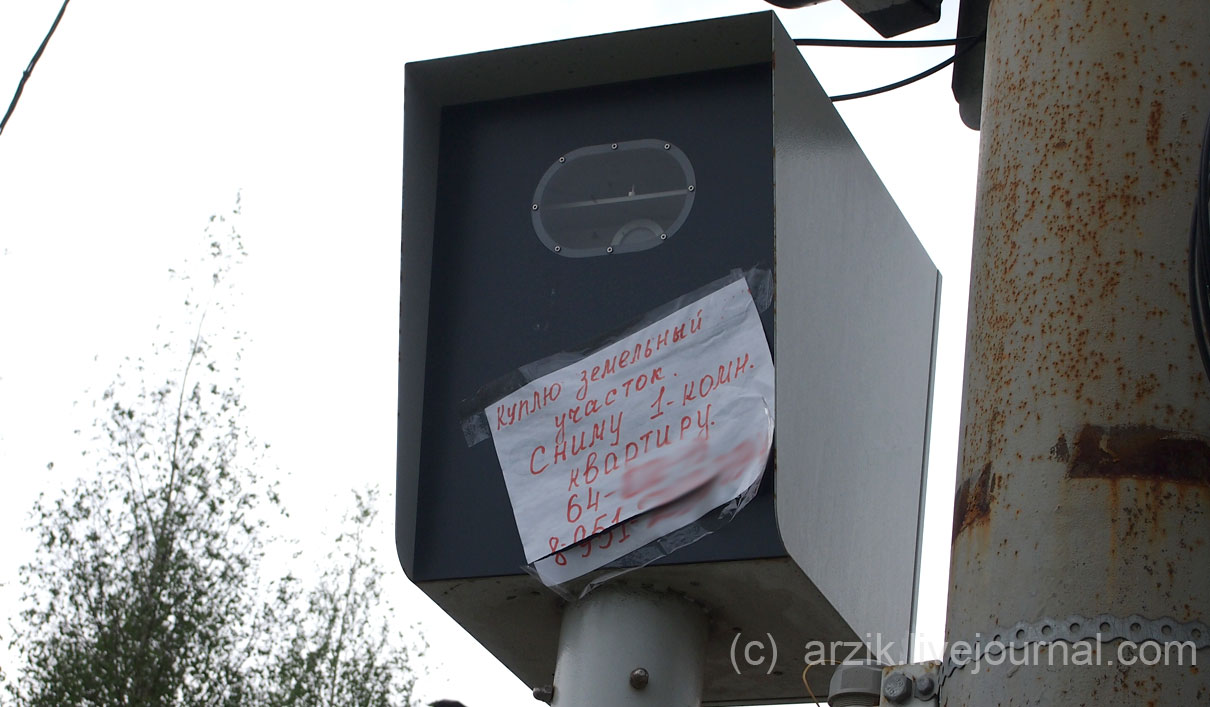 Куплю земельный
участок.
Сниму 1-комн.
квартиру.
64-
8-951-
(c) arzik.livejournal.com